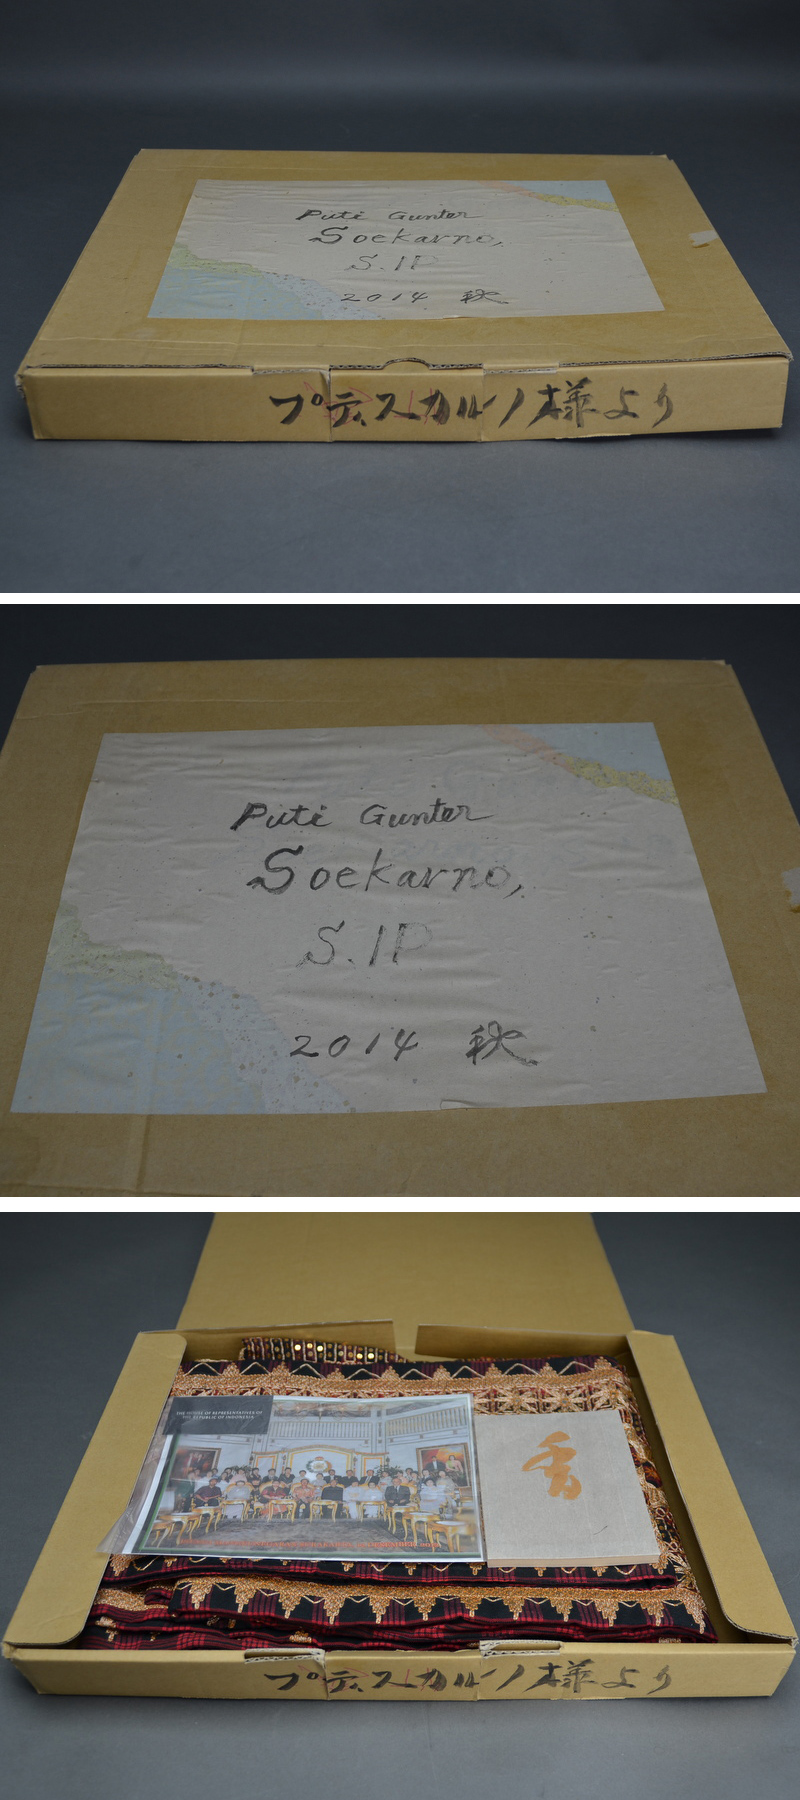 Puti Gunter
Soekarno,
S.IP
2014 秋
プティスカルノ様より
Puti Gunter
Soekarno,
S.IP
2014 秋
THE HOUSE OF REPRESENTATIVES OF
THE REPUBLIC OF INDONESIA
香
プティスカルノ様より